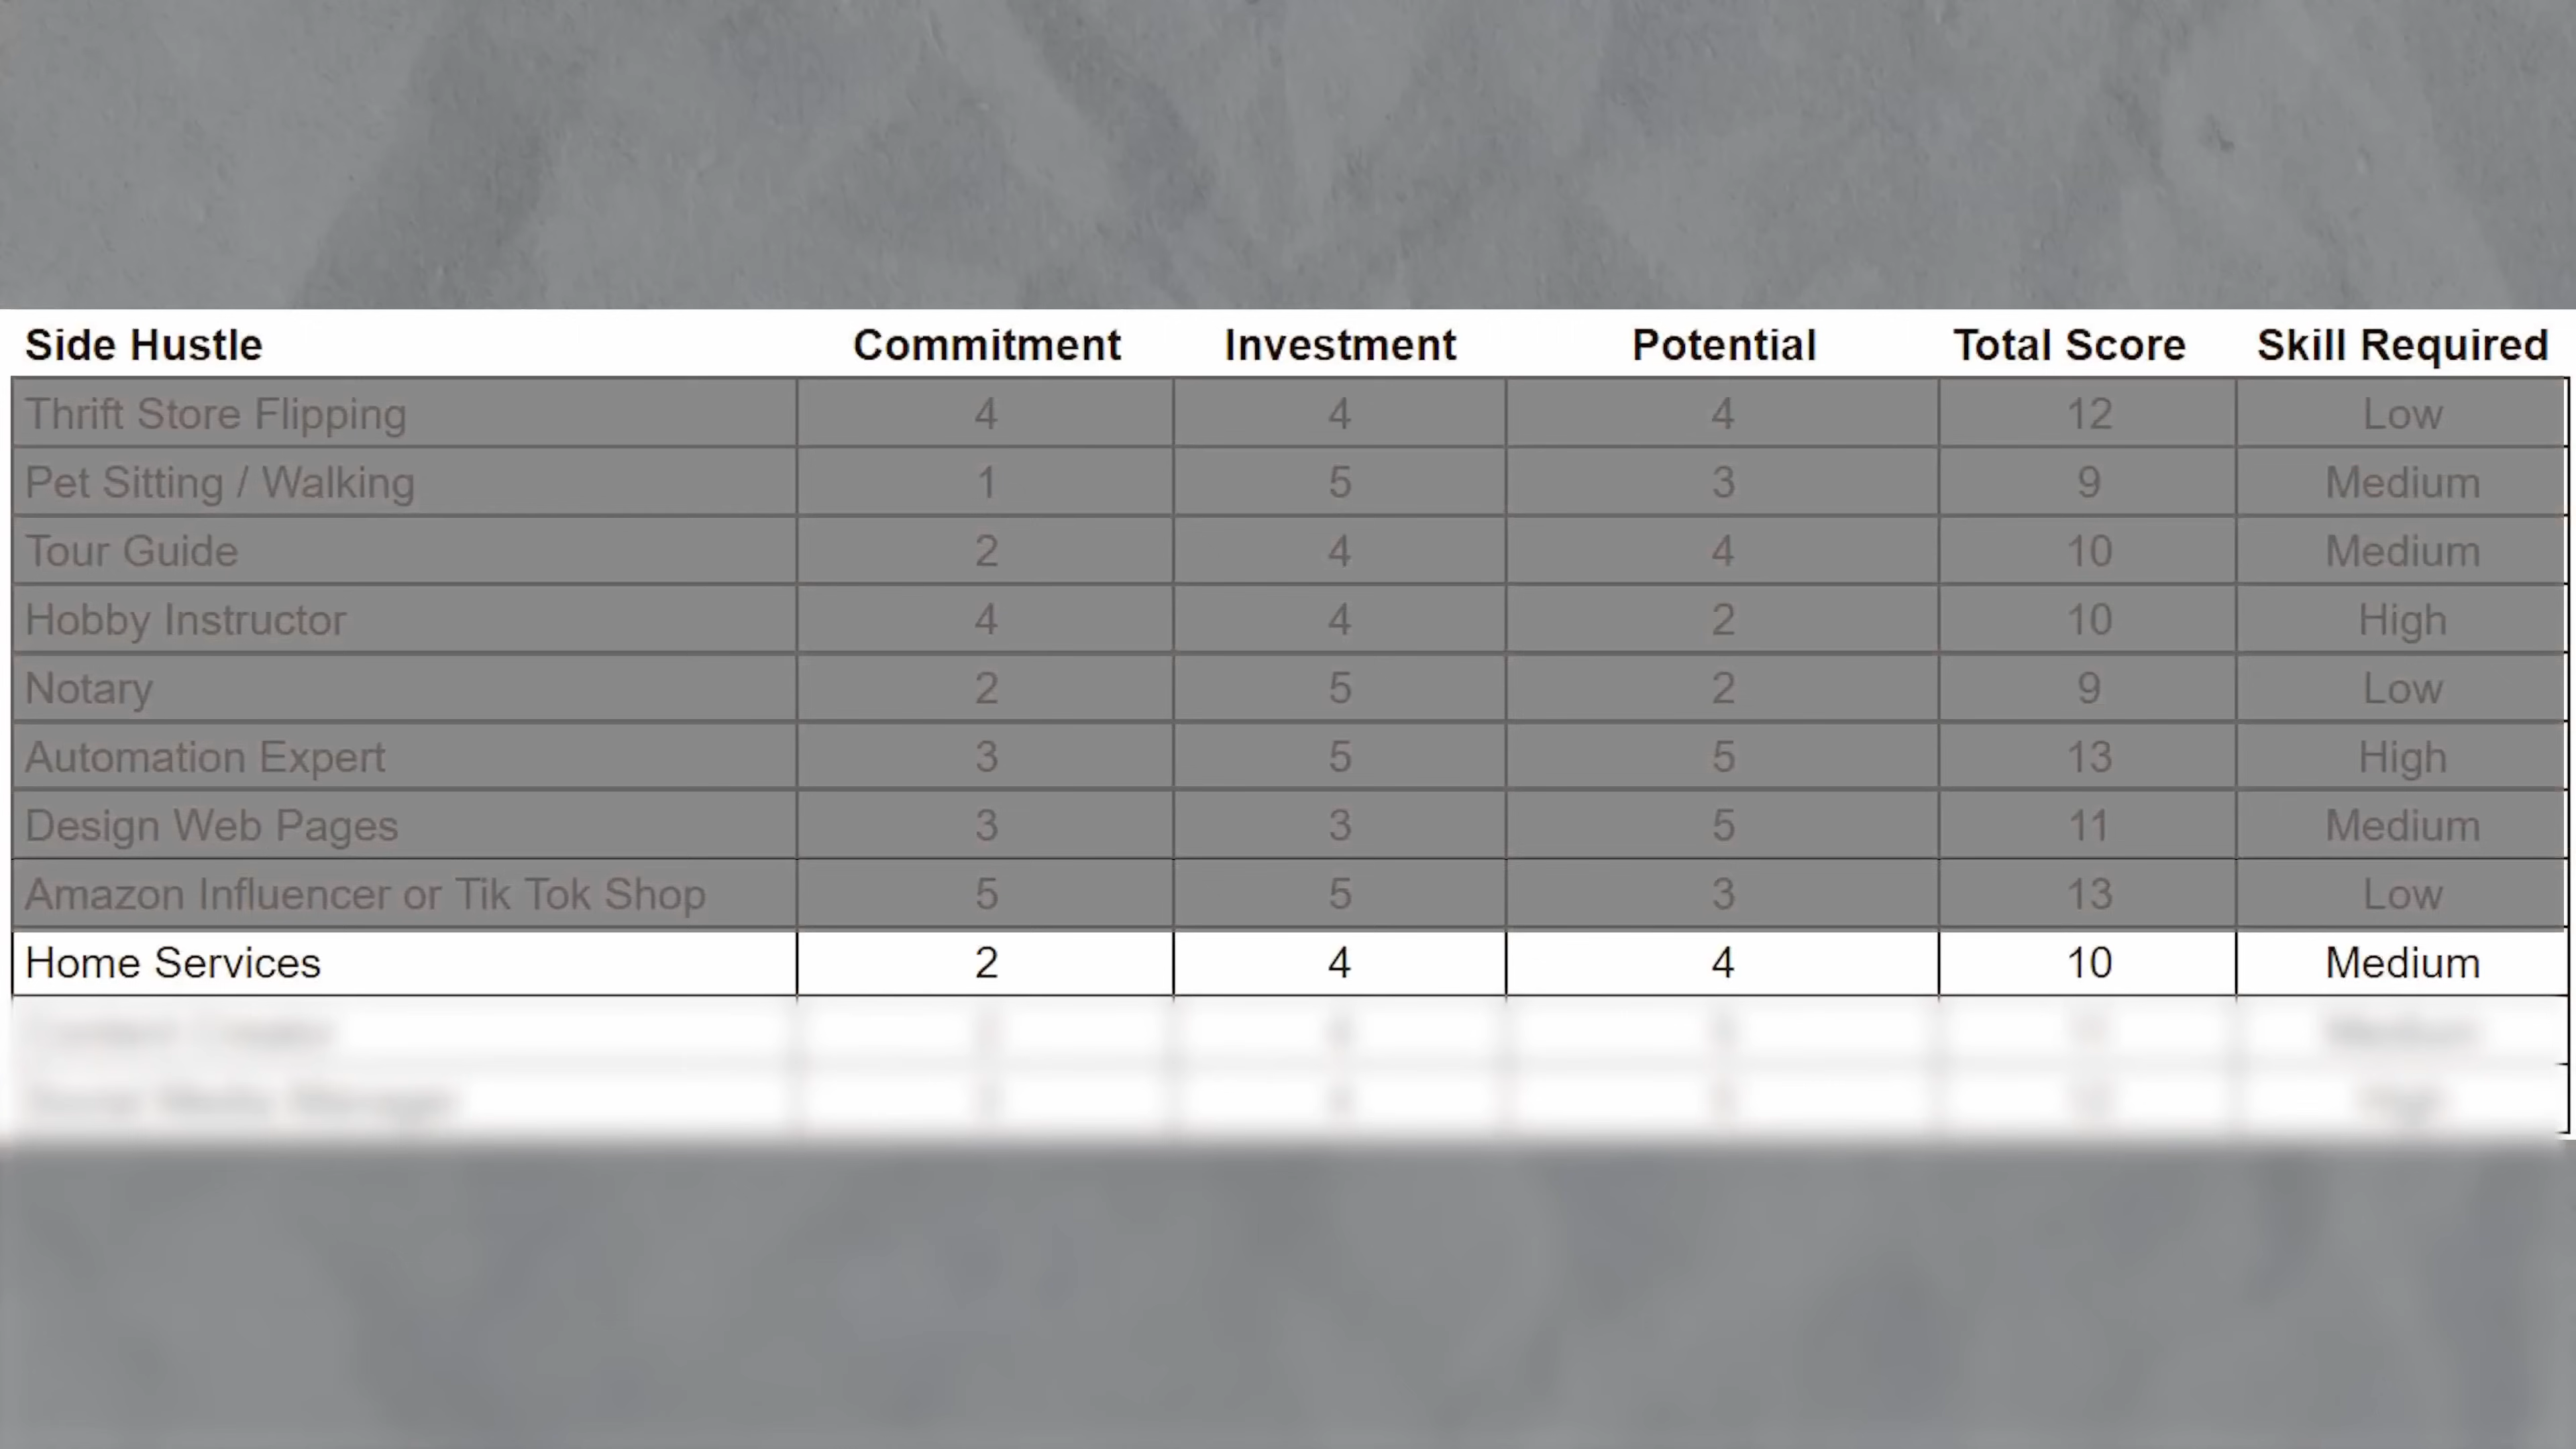 Side Hustle Commitment Investment Potential Total Score Skill Required
Thrift Store Flipping 4 4 4 12 Low
Pet Sitting / Walking 1 5 3 9 Medium
Tour Guide 2 4 4 10 Medium
Hobby Instructor 4 4 2 10 High
Notary 2 5 2 9 Low
Automation Expert 3 5 5 13 High
Design Web Pages 3 3 5 11 Medium
Amazon Influencer or Tik Tok Shop 5 5 3 13 Low
Home Services 2 4 4 10 Medium